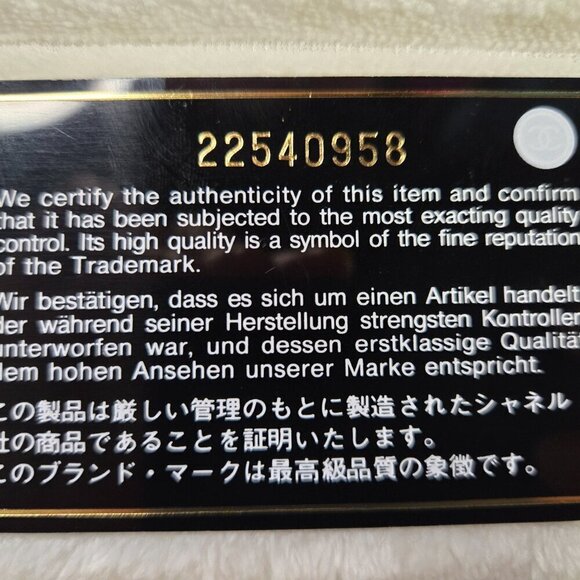 22540958
We certify the authenticity of this item and confirm
that it has been subjected to the most exacting quality
control. Its high quality is a symbol of the fine reputation
of the Trademark.
Wir bestätigen, dass es sich um einen Artikel handelt
der während seiner Herstellung strengsten Kontrollen
unterworfen war, und dessen erstklassige Qualität
dem hohen Ansehen unserer Marke entspricht.
この製品は厳しい管理のもとに製造されたシャネル
社の商品であることを証明いたします。
このブランド・マークは最高級品質の象徴です。